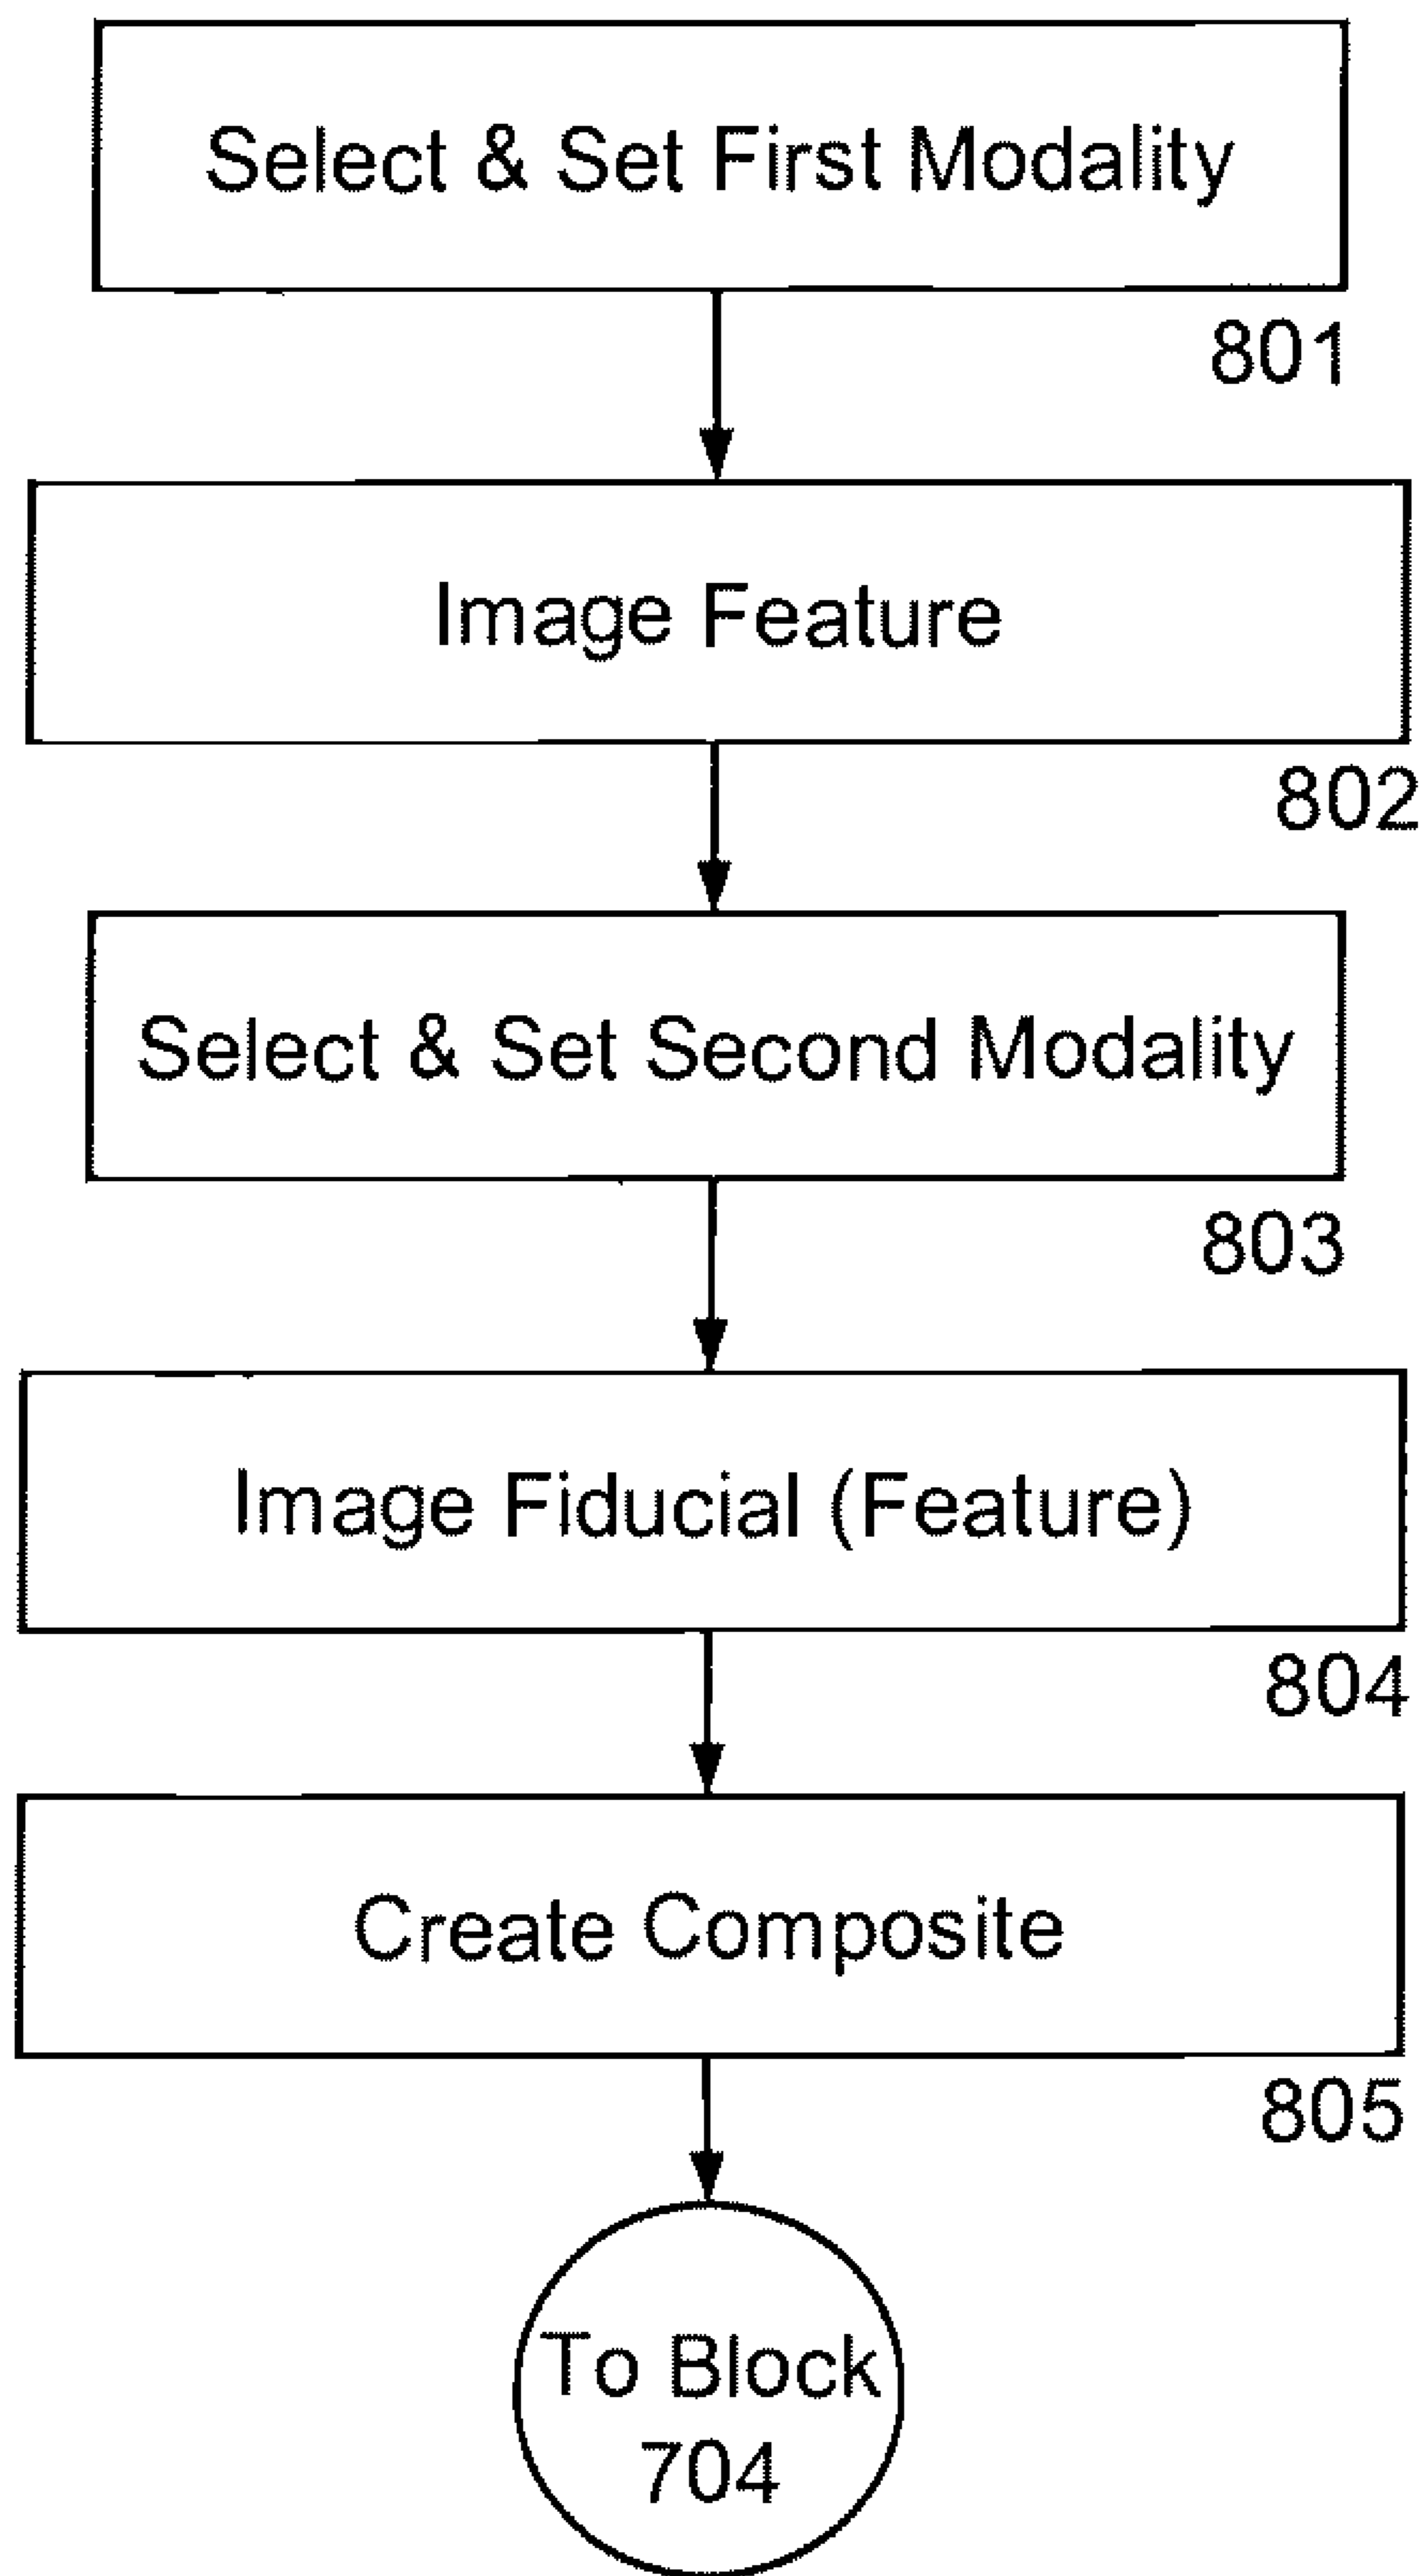 Select & Set First Modality
801
Image Feature
802
Select & Set Second Modality
803
Image Fiducial (Feature)
804
Create Composite
805
To Block
704